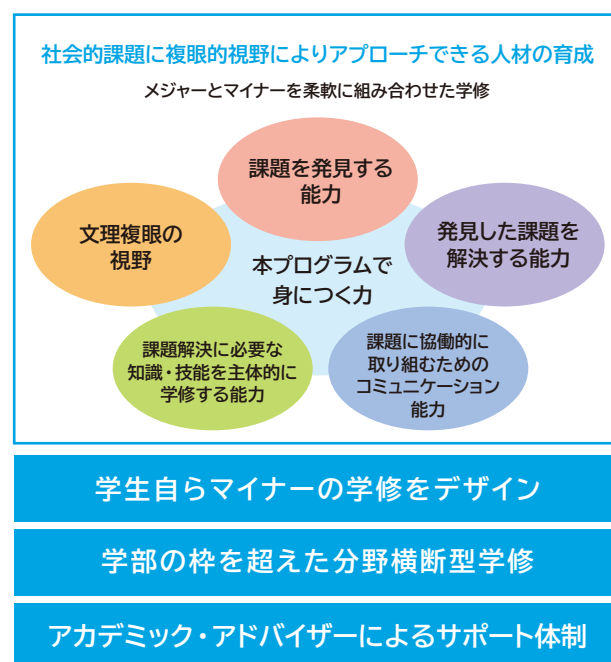 社会的課題に複眼的視野によりアプローチできる人材の育成
メジャーとマイナーを柔軟に組み合わせた学修
課題を発見する
能力
文理複眼の
視野
発見した課題を
解決する能力
本プログラムで
身につく力
課題解決に必要な
知識・技能を主体的に
学修する能力
課題に協働的に
取り組むための
コミュニケーション
能力
学生自らマイナーの学修をデザイン
学部の枠を超えた分野横断型学修
アカデミック・アドバイザーによるサポート体制